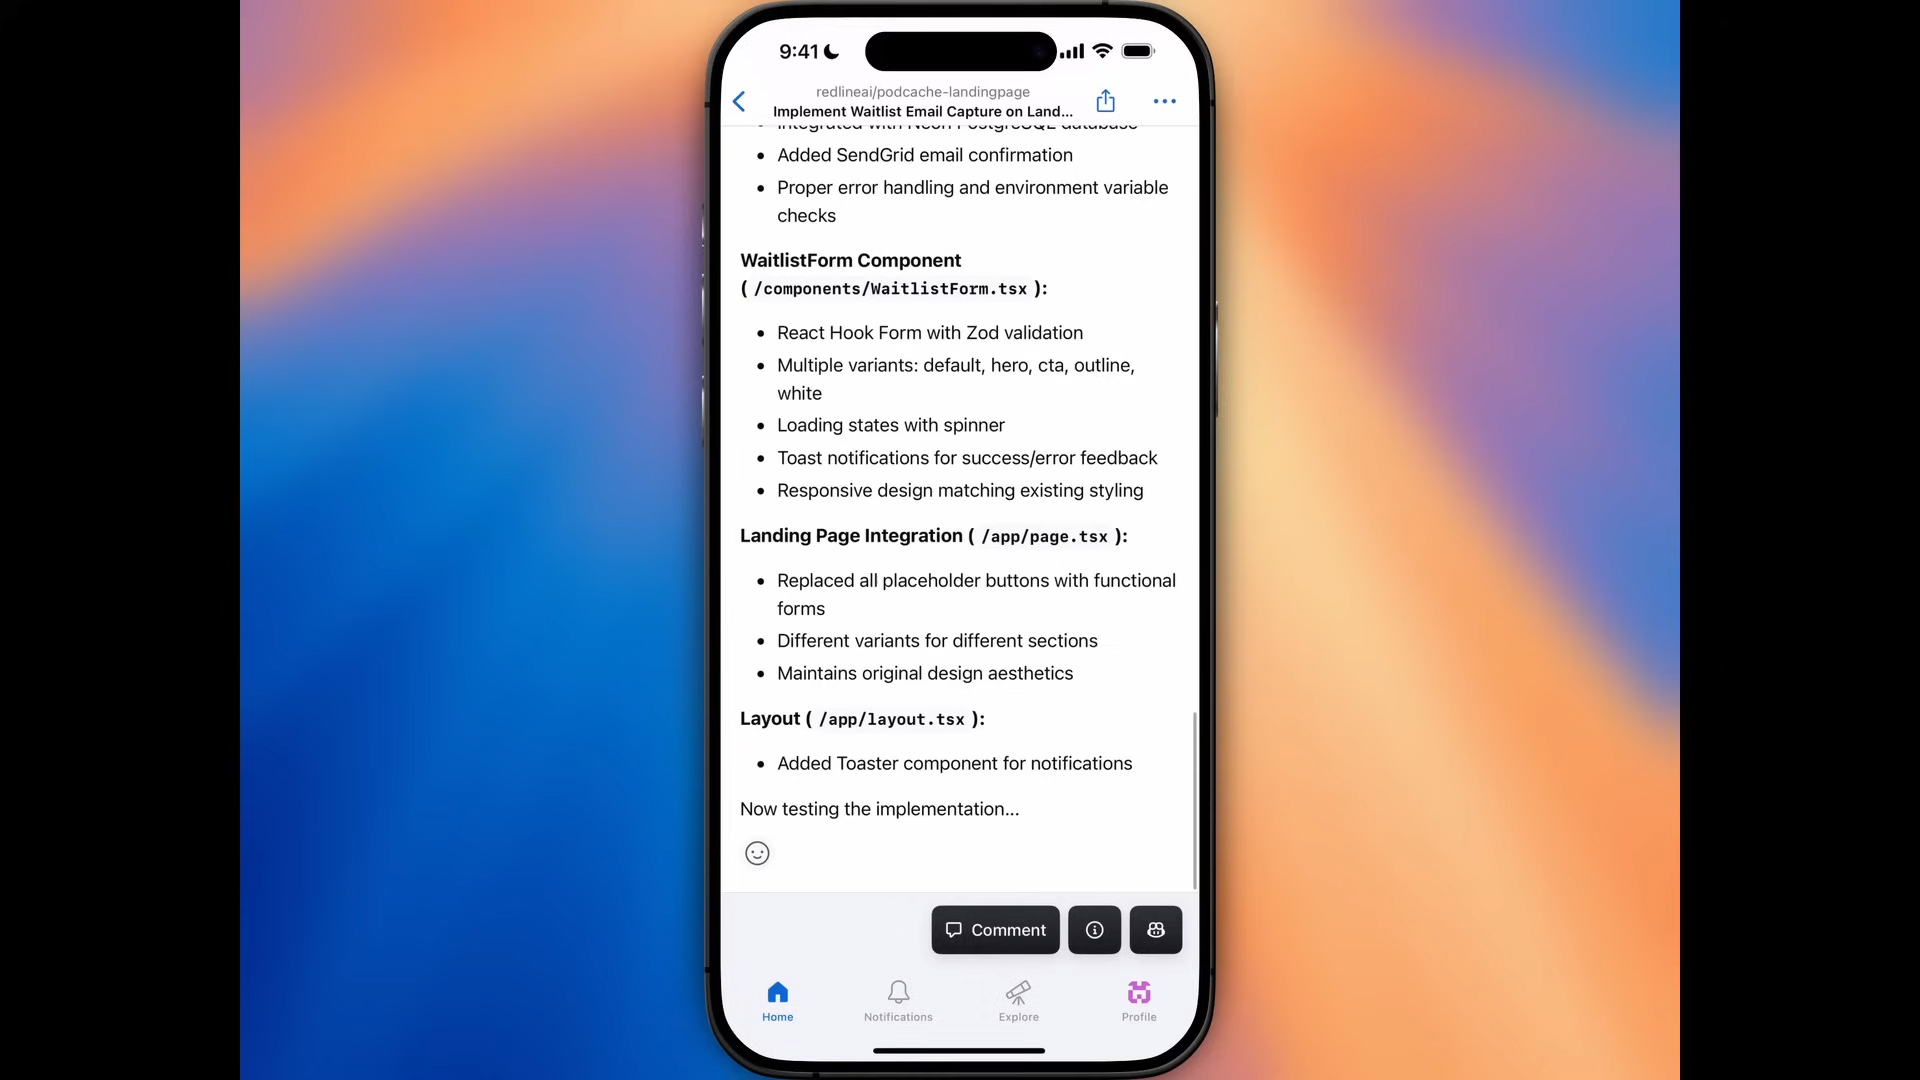 9:41
redlineai/podcache-landingpage
Implement Waitlist Email Capture on Land...
Integrated with Neon PostgreSQL database
• Added SendGrid email confirmation
• Proper error handling and environment variable
checks
WaitlistForm Component
( /components/WaitlistForm.tsx ):
• React Hook Form with Zod validation
• Multiple variants: default, hero, cta, outline,
white
• Loading states with spinner
• Toast notifications for success/error feedback
• Responsive design matching existing styling
Landing Page Integration ( /app/page.tsx ):
• Replaced all placeholder buttons with functional
forms
• Different variants for different sections
• Maintains original design aesthetics
Layout ( /app/layout.tsx ):
• Added Toaster component for notifications
Now testing the implementation...
Comment
Home
Notifications
Explore
Profile